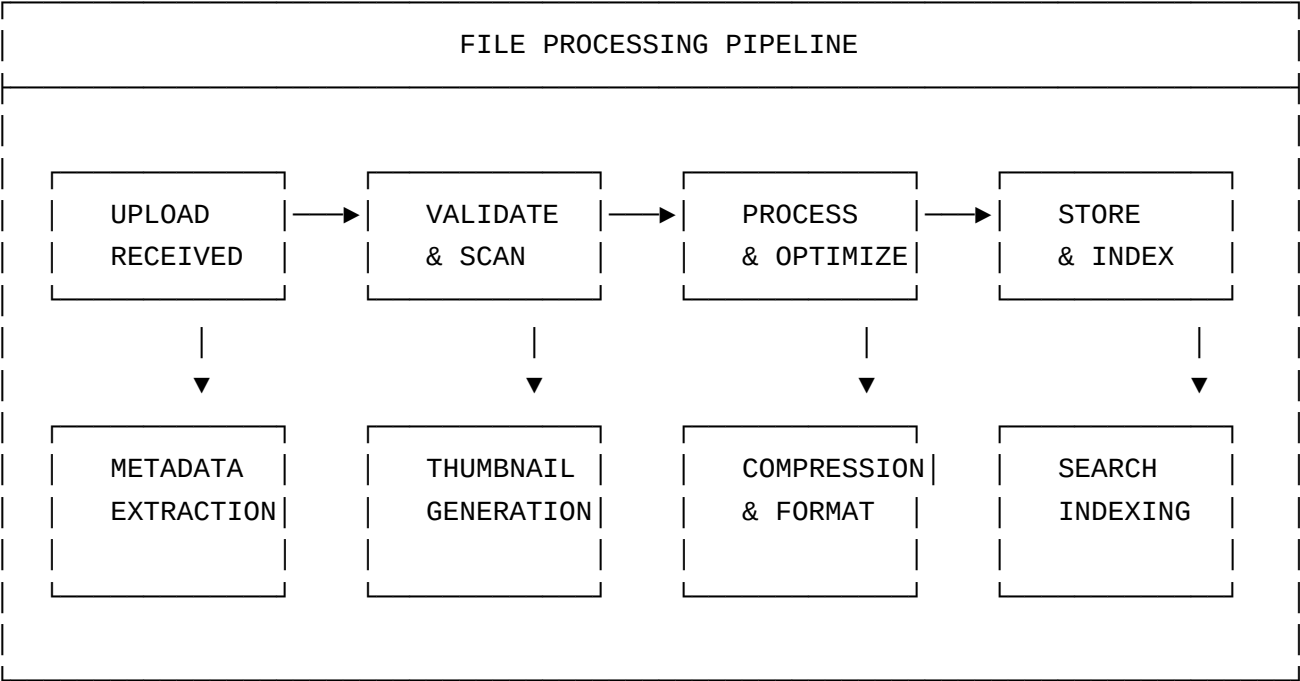 FILE PROCESSING PIPELINE
UPLOAD VALIDATE PROCESS STORE
RECEIVED & SCAN & OPTIMIZE & INDEX
METADATA THUMBNAIL COMPRESSION SEARCH
EXTRACTION GENERATION & FORMAT INDEXING